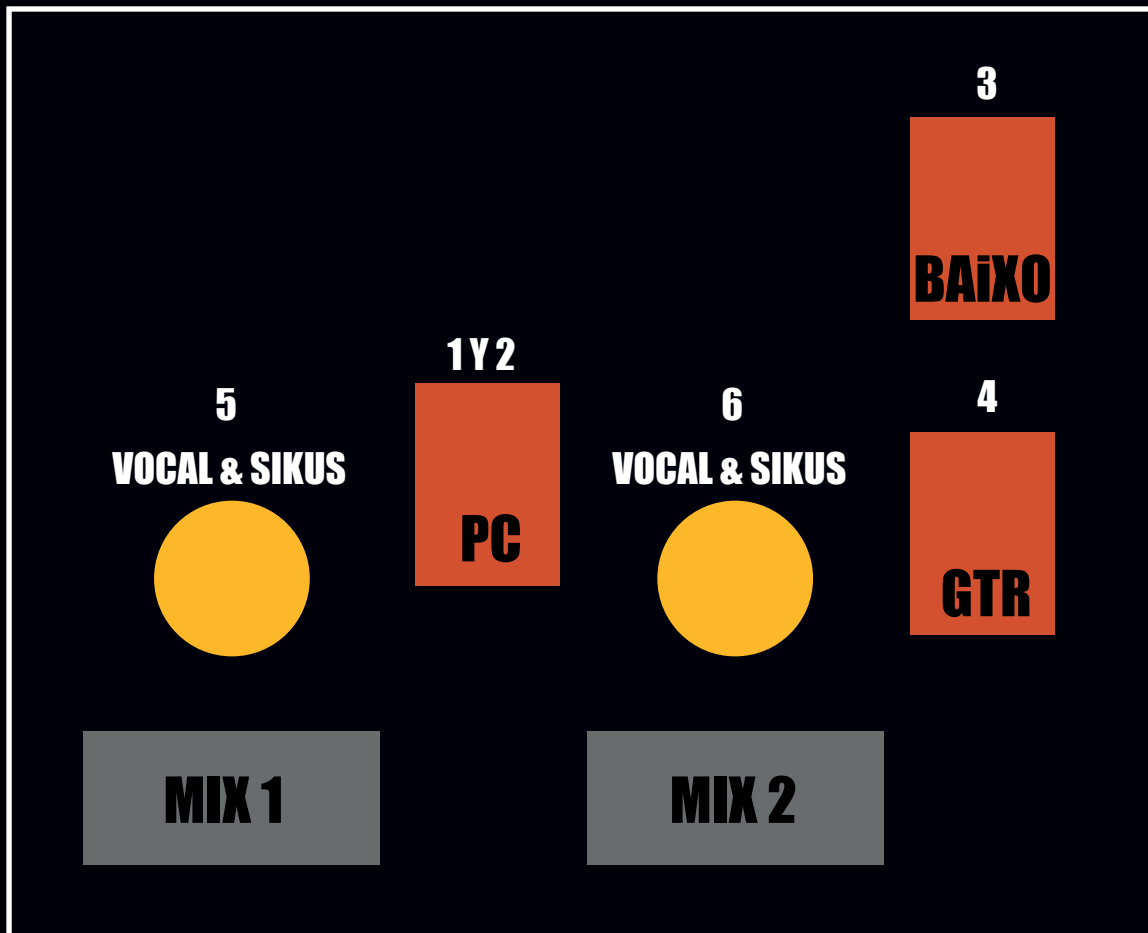 3
BAiXO
1 Y 2
5
6
4
VOCAL & SIKUS
VOCAL & SIKUS
PC
GTR
MIX 1
MIX 2